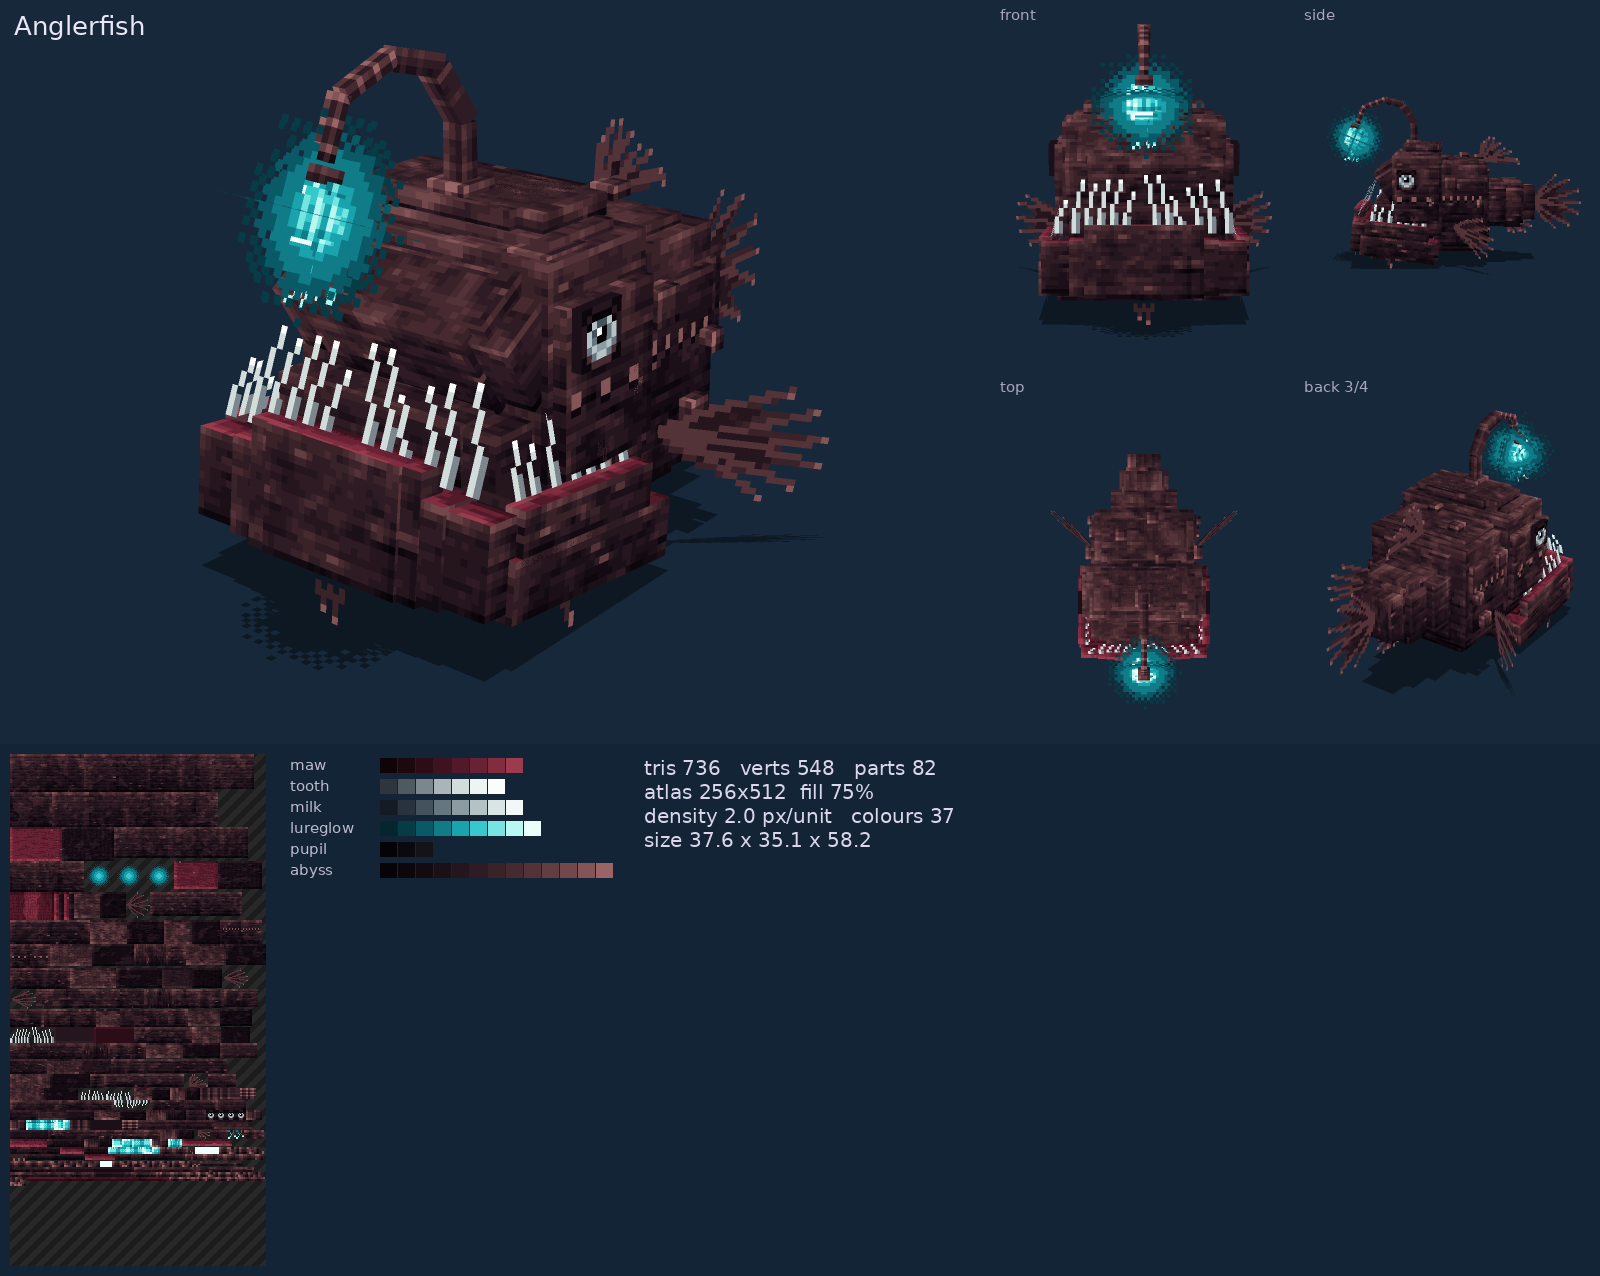 Anglerfish
front
side
top
back 3/4
maw
tooth
milk
lureglow
pupil
abyss
tris 736 verts 548 parts 82
atlas 256x512 fill 75%
density 2.0 px/unit colours 37
size 37.6 x 35.1 x 58.2